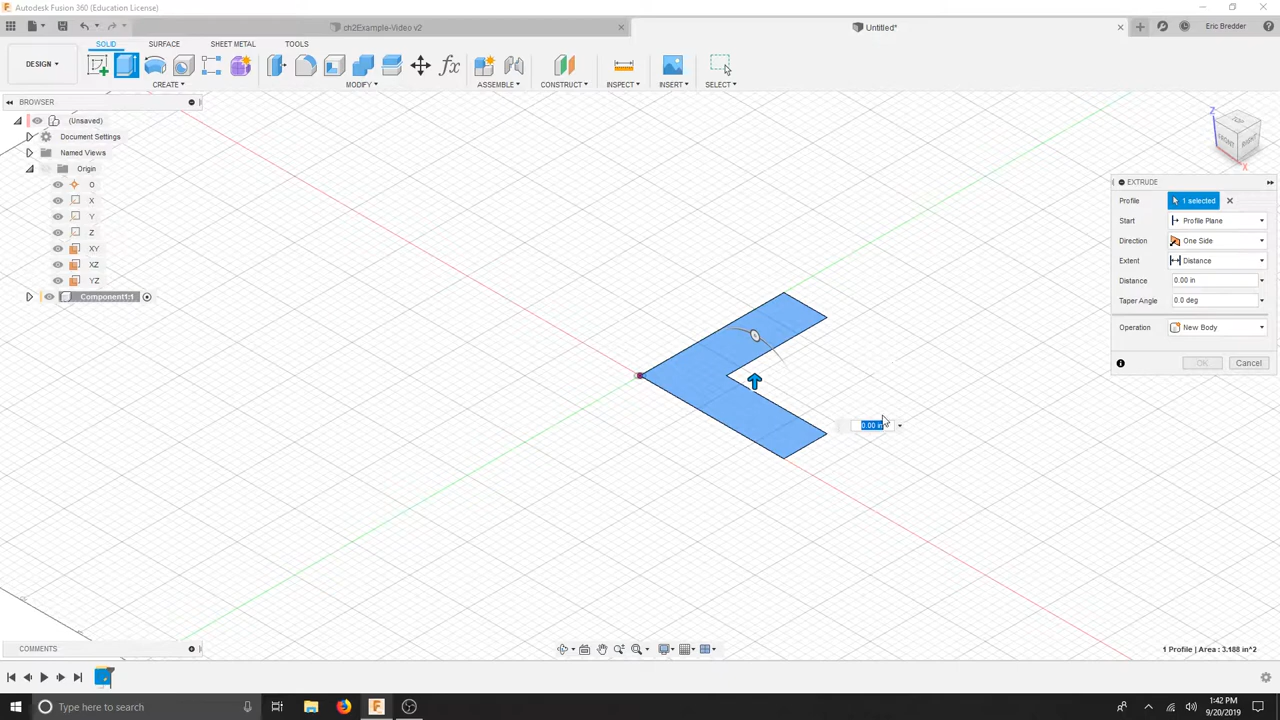 Autodesk Fusion 360 (Education License)
ch2Example-Video v2
Untitled*
Eric Bredder
SOLID SURFACE SHEET METAL TOOLS
DESIGN
CREATE MODIFY ASSEMBLE CONSTRUCT INSPECT INSERT SELECT
BROWSER
(Unsaved)
Document Settings
Named Views
Origin
O
X
Y
Z
XY
XZ
YZ
Component1:1
Z
TOP
FRONT
RIGHT
X
EXTRUDE
Profile 1 selected
Start Profile Plane
Direction One Side
Extent Distance
Distance 0.00 in
Taper Angle 0.0 deg
Operation New Body
OK Cancel
0.00 in
COMMENTS
1 Profile | Area : 3.188 in^2
Type here to search
1:42 PM
9/20/2019